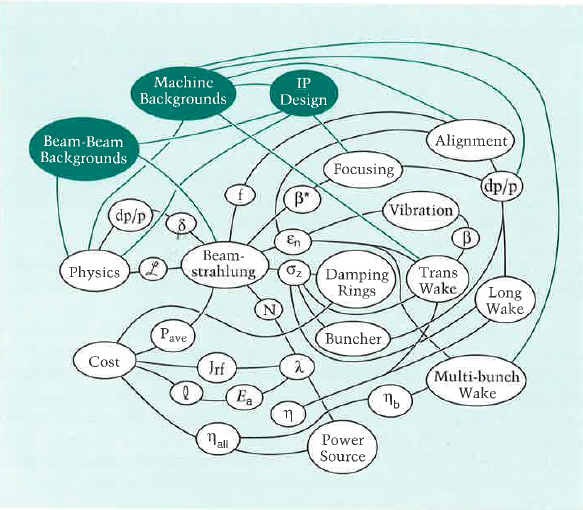 Machine
Backgrounds
IP
Design
Beam-Beam
Backgrounds
Alignment
Focusing
dp/p
f
β*
Vibration
dp/p
δ
εn
β
Physics
ℒ
Beam-
strahlung
σz
Damping
Rings
Trans
Wake
Long
Wake
N
Pave
Buncher
Cost
Jrf
λ
Multi-bunch
Wake
ℓ
Ea
η
ηb
ηall
Power
Source